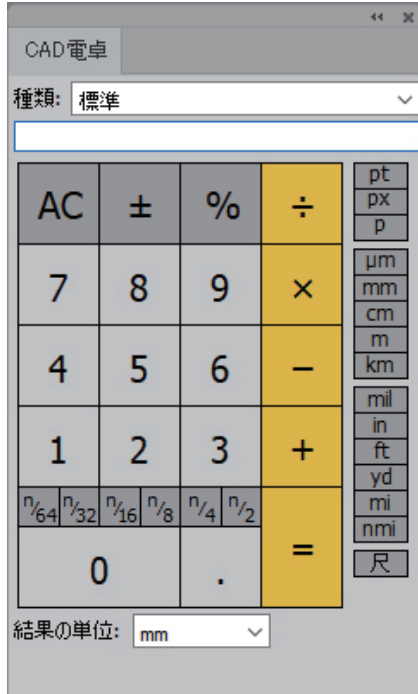 CAD電卓
種類: 標準
AC ± % ÷
7 8 9 ×
4 5 6 −
1 2 3 +
n/64 n/32 n/16 n/8 n/4 n/2
0 . =
pt
px
p
µm
mm
cm
m
km
mil
in
ft
yd
mi
nmi
尺
結果の単位: mm